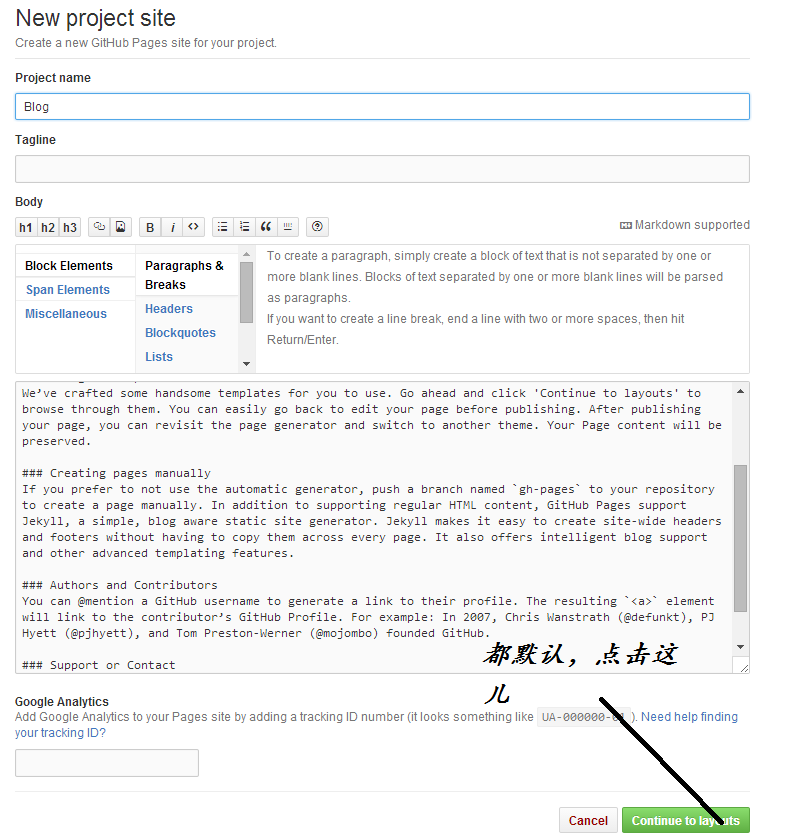 New project site
Create a new GitHub Pages site for your project.
Project name
Blog
Tagline
Body
h1 h2 h3 B i <> Markdown supported
Block Elements
Span Elements
Miscellaneous
Paragraphs &
Breaks
Headers
Blockquotes
Lists
To create a paragraph, simply create a block of text that is not separated by one or
more blank lines. Blocks of text separated by one or more blank lines will be parsed
as paragraphs.
If you want to create a line break, end a line with two or more spaces, then hit
Return/Enter.
We’ve crafted some handsome templates for you to use. Go ahead and click 'Continue to layouts' to
browse through them. You can easily go back to edit your page before publishing. After publishing
your page, you can revisit the page generator and switch to another theme. Your Page content will be
preserved.
### Creating pages manually
If you prefer to not use the automatic generator, push a branch named `gh-pages` to your repository
to create a page manually. In addition to supporting regular HTML content, GitHub Pages support
Jekyll, a simple, blog aware static site generator. Jekyll makes it easy to create site-wide headers
and footers without having to copy them across every page. It also offers intelligent blog support
and other advanced templating features.
### Authors and Contributors
You can @mention a GitHub username to generate a link to their profile. The resulting `<a>` element
will link to the contributor’s GitHub Profile. For example: In 2007, Chris Wanstrath (@defunkt), PJ
Hyett (@pjhyett), and Tom Preston-Werner (@mojombo) founded GitHub.
### Support or Contact
都默认，点击这
儿
Google Analytics
Add Google Analytics to your Pages site by adding a tracking ID number (it looks something like UA-000000-01). Need help finding
your tracking ID?
Cancel Continue to layouts